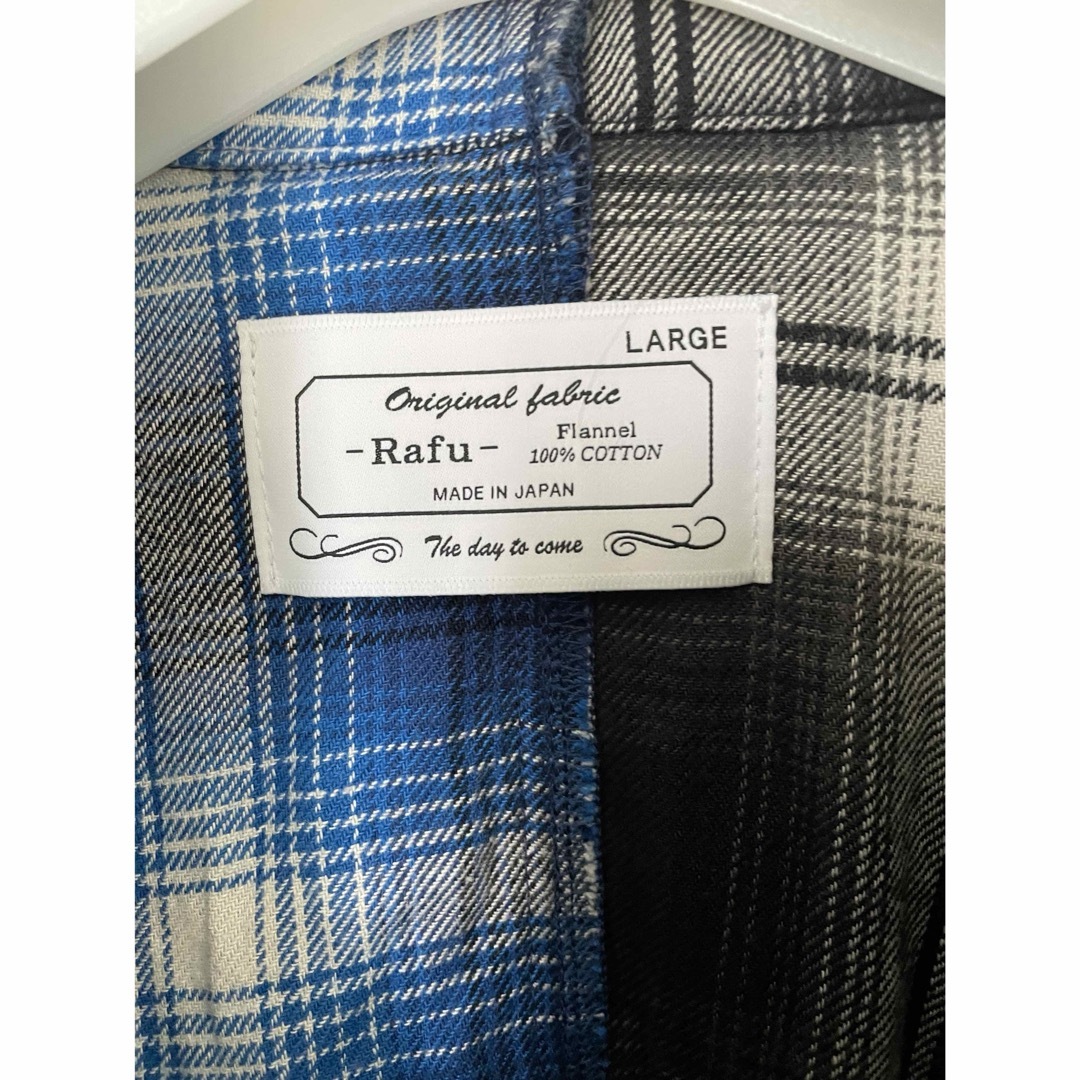 LARGE
Original fabric
-Rafu-
Flannel
100% COTTON
MADE IN JAPAN
The day to come